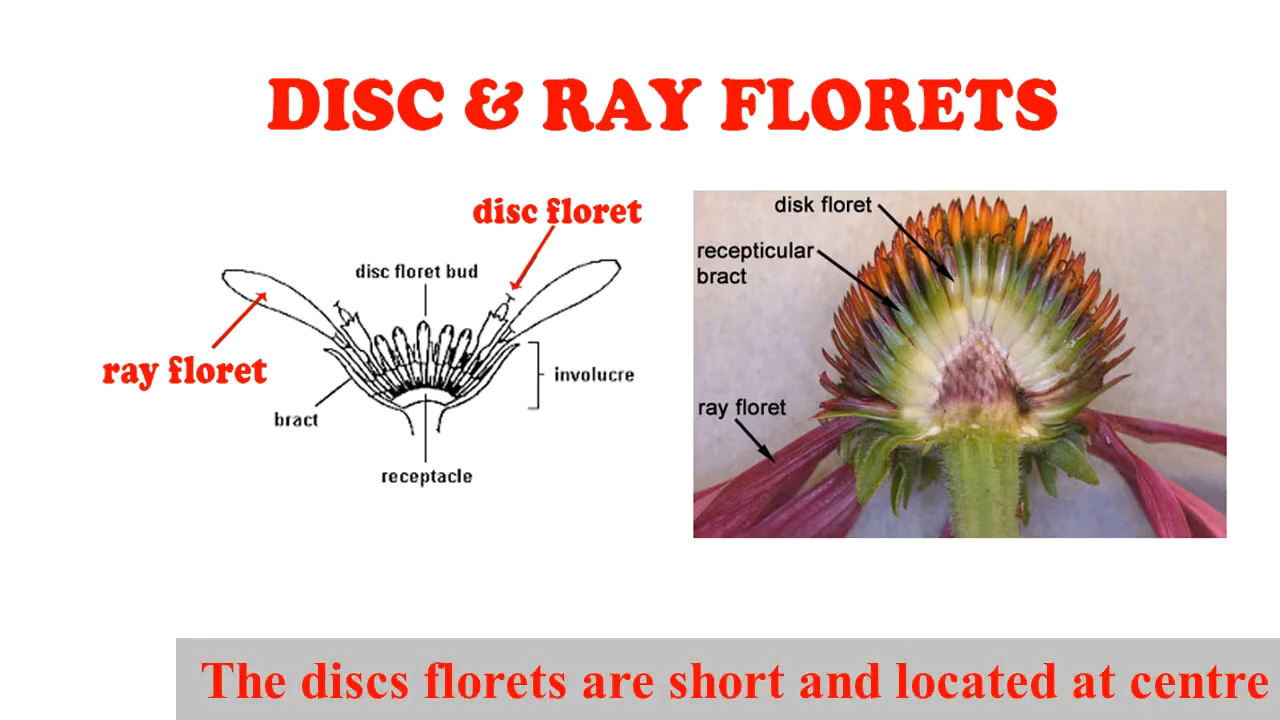 DISC & RAY FLORETS
disc floret
disc floret bud
ray floret
involucre
bract
receptacle
disk floret
recepticular
bract
ray floret
The discs florets are short and located at centre